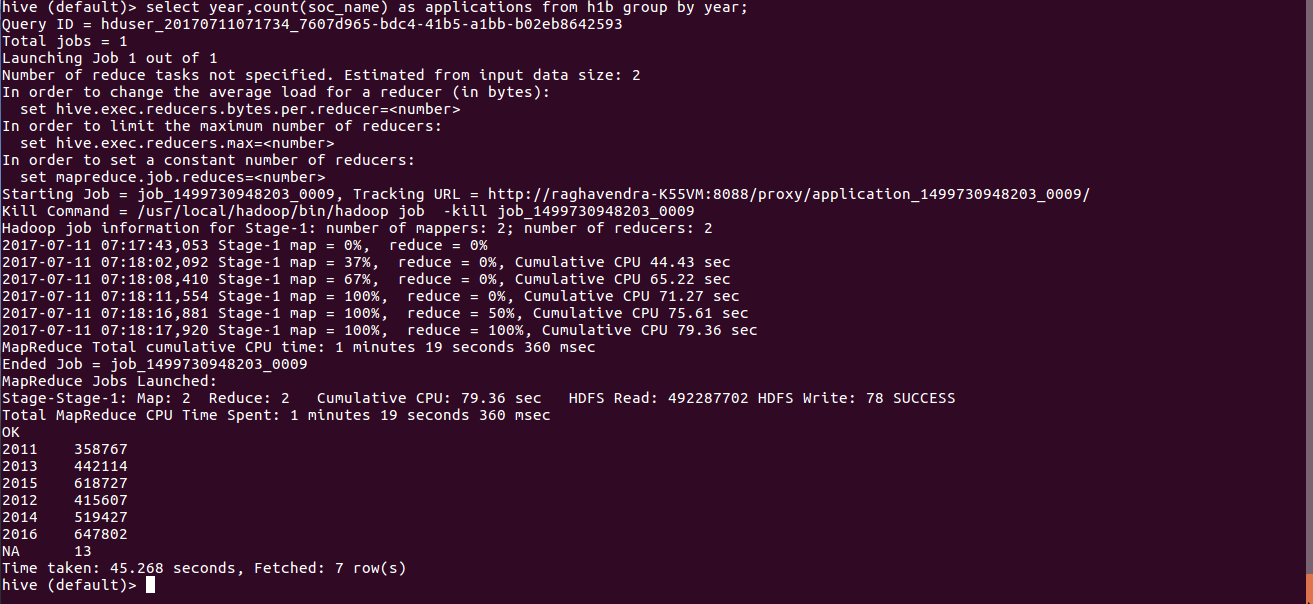 hive (default)> select year,count(soc_name) as applications from h1b group by year;
Query ID = hduser_20170711071734_7607d965-bdc4-41b5-a1bb-b02eb8642593
Total jobs = 1
Launching Job 1 out of 1
Number of reduce tasks not specified. Estimated from input data size: 2
In order to change the average load for a reducer (in bytes):
  set hive.exec.reducers.bytes.per.reducer=<number>
In order to limit the maximum number of reducers:
  set hive.exec.reducers.max=<number>
In order to set a constant number of reducers:
  set mapreduce.job.reduces=<number>
Starting Job = job_1499730948203_0009, Tracking URL = http://raghavendra-K55VM:8088/proxy/application_1499730948203_0009/
Kill Command = /usr/local/hadoop/bin/hadoop job  -kill job_1499730948203_0009
Hadoop job information for Stage-1: number of mappers: 2; number of reducers: 2
2017-07-11 07:17:43,053 Stage-1 map = 0%,  reduce = 0%
2017-07-11 07:18:02,092 Stage-1 map = 37%,  reduce = 0%, Cumulative CPU 44.43 sec
2017-07-11 07:18:08,410 Stage-1 map = 67%,  reduce = 0%, Cumulative CPU 65.22 sec
2017-07-11 07:18:11,554 Stage-1 map = 100%,  reduce = 0%, Cumulative CPU 71.27 sec
2017-07-11 07:18:16,881 Stage-1 map = 100%,  reduce = 50%, Cumulative CPU 75.61 sec
2017-07-11 07:18:17,920 Stage-1 map = 100%,  reduce = 100%, Cumulative CPU 79.36 sec
MapReduce Total cumulative CPU time: 1 minutes 19 seconds 360 msec
Ended Job = job_1499730948203_0009
MapReduce Jobs Launched:
Stage-Stage-1: Map: 2  Reduce: 2   Cumulative CPU: 79.36 sec   HDFS Read: 492287702 HDFS Write: 78 SUCCESS
Total MapReduce CPU Time Spent: 1 minutes 19 seconds 360 msec
OK
2011    358767
2013    442114
2015    618727
2012    415607
2014    519427
2016    647802
NA      13
Time taken: 45.268 seconds, Fetched: 7 row(s)
hive (default)>